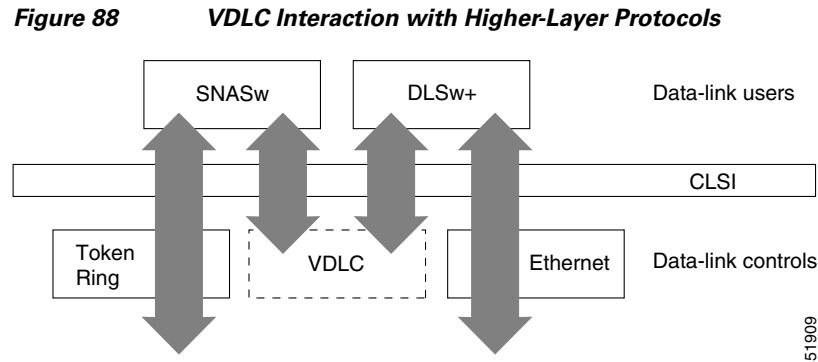 Figure 88 VDLC Interaction with Higher-Layer Protocols
SNASw DLSw+ Data-link users
CLSI
Token
Ring
VDLC Ethernet Data-link controls
51909